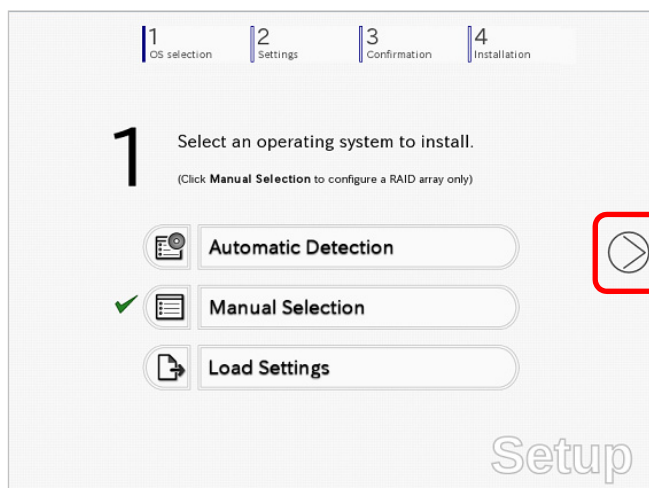 1
OS selection
2
Settings
3
Confirmation
4
Installation
1
Select an operating system to install.
(Click Manual Selection to configure a RAID array only)
Automatic Detection
Manual Selection
Load Settings
Setup